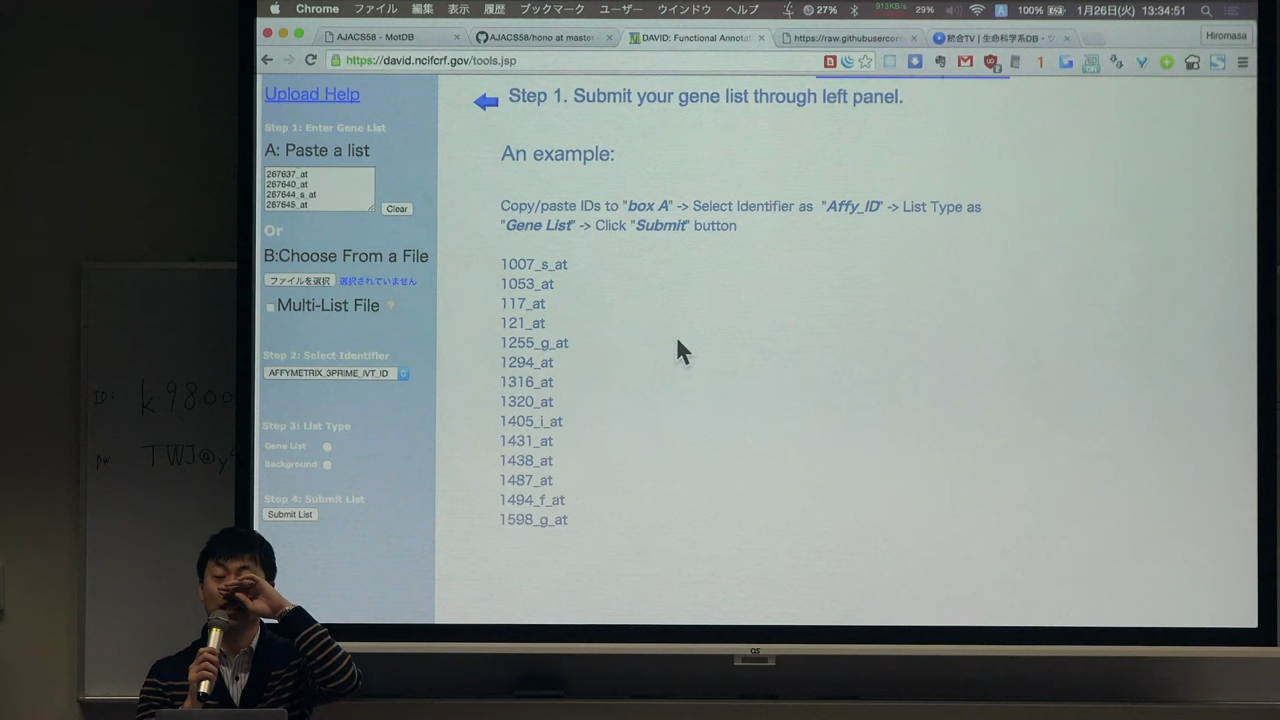 Chrome ファイル 編集 表示 履歴 ブックマーク ユーザー ウインドウ ヘルプ 27% 913KB/s 29% A 100% 1月26日(火) 13:34:51
AJACS58 - MotDB
AJACS58/hono at master
DAVID: Functional Annotat
https://raw.githubusercont
統合TV | 生命科学系DB・ツ
Hiromasa
https://david.ncifcrf.gov/tools.jsp
Upload Help
Step 1: Enter Gene List
A: Paste a list
267637_at
267640_at
267644_s_at
267645_at
Clear
Or
B:Choose From a File
ファイルを選択 選択されていません
Multi-List File ?
Step 2: Select Identifier
AFFYMETRIX_3PRIME_IVT_ID
Step 3: List Type
Gene List
Background
Step 4: Submit List
Submit List
Step 1. Submit your gene list through left panel.
An example:
Copy/paste IDs to "box A" -> Select Identifier as "Affy_ID" -> List Type as
"Gene List" -> Click "Submit" button
1007_s_at
1053_at
117_at
121_at
1255_g_at
1294_at
1316_at
1320_at
1405_i_at
1431_at
1438_at
1487_at
1494_f_at
1598_g_at
ID: k9800
PW: TWJ@y